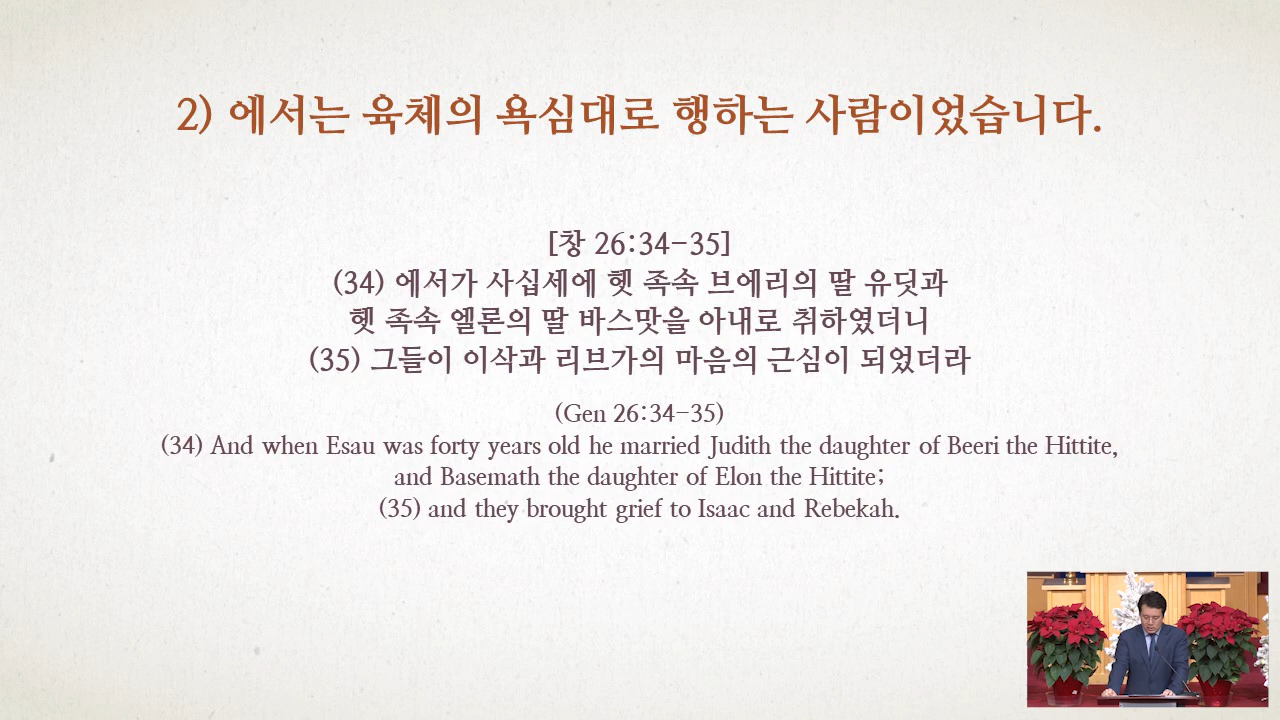 2) 에서는 육체의 욕심대로 행하는 사람이었습니다.
[창 26:34-35]
(34) 에서가 사십세에 헷 족속 브에리의 딸 유딧과
헷 족속 엘론의 딸 바스맛을 아내로 취하였더니
(35) 그들이 이삭과 리브가의 마음의 근심이 되었더라
(Gen 26:34-35)
(34) And when Esau was forty years old he married Judith the daughter of Beeri the Hittite,
and Basemath the daughter of Elon the Hittite;
(35) and they brought grief to Isaac and Rebekah.